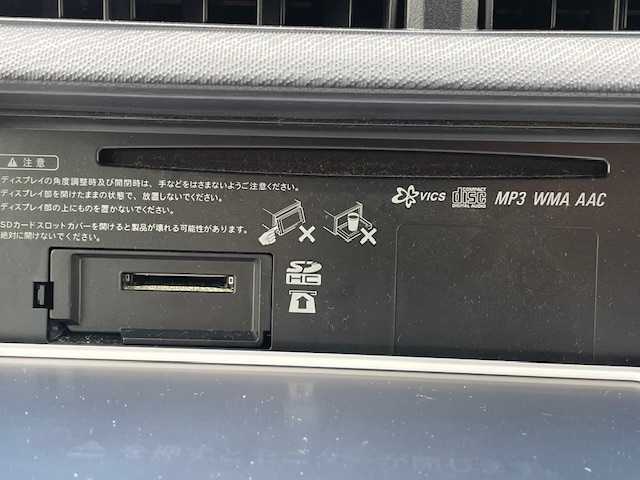 ⚠ 注意
ディスプレイの角度調整時及び開閉時は、手などをはさまないようご注意ください。
ディスプレイ部を開けたままの状態で、放置しないでください。
ディスプレイ部の上にものを置かないでください。
SDカードスロットカバーを開けると製品が壊れる可能性があります。
絶対に開けないでください。
VICS COMPACT disc DIGITAL AUDIO MP3 WMA AAC
SD HC